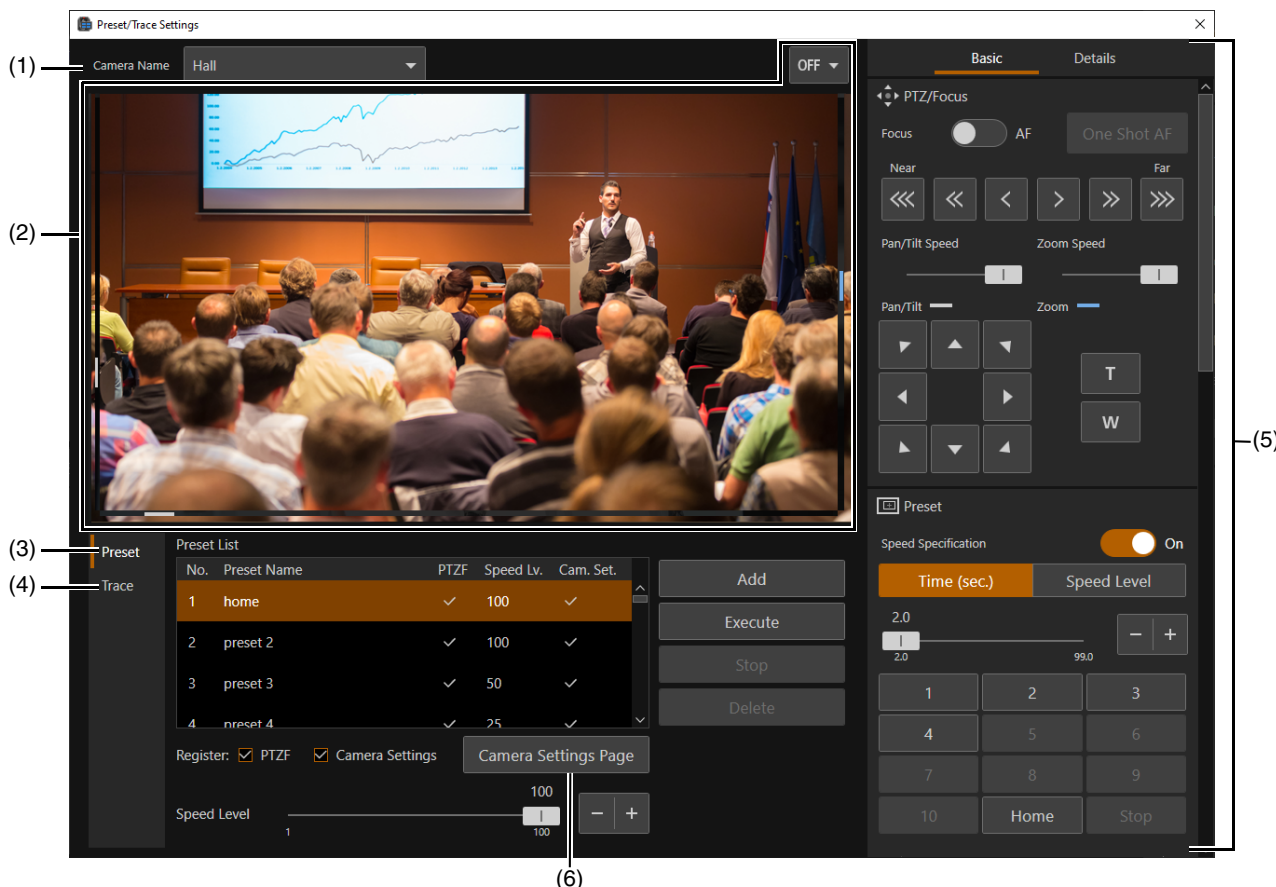 Preset/Trace Settings
(1)
Camera Name Hall
OFF
Basic Details
PTZ/Focus
Focus AF One Shot AF
Near Far
Pan/Tilt Speed Zoom Speed
Pan/Tilt Zoom
T
W
(2)
(5)
Preset
Speed Specification On
Time (sec.) Speed Level
2.0
2.0 99.0
− +
1 2 3
4 5 6
7 8 9
10 Home Stop
(3)
Preset
(4)
Trace
Preset List
No. Preset Name PTZF Speed Lv. Cam. Set.
1 home 100
2 preset 2 100
3 preset 3 50
4 preset 4 25
Add
Execute
Stop
Delete
Register: PTZF Camera Settings Camera Settings Page
Speed Level 100
1 100
− +
(6)